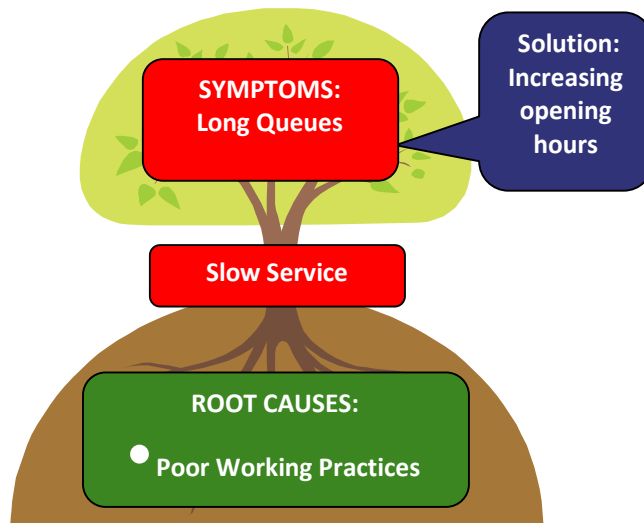 SYMPTOMS:
Long Queues
Solution:
Increasing
opening
hours
Slow Service
ROOT CAUSES:
Poor Working Practices